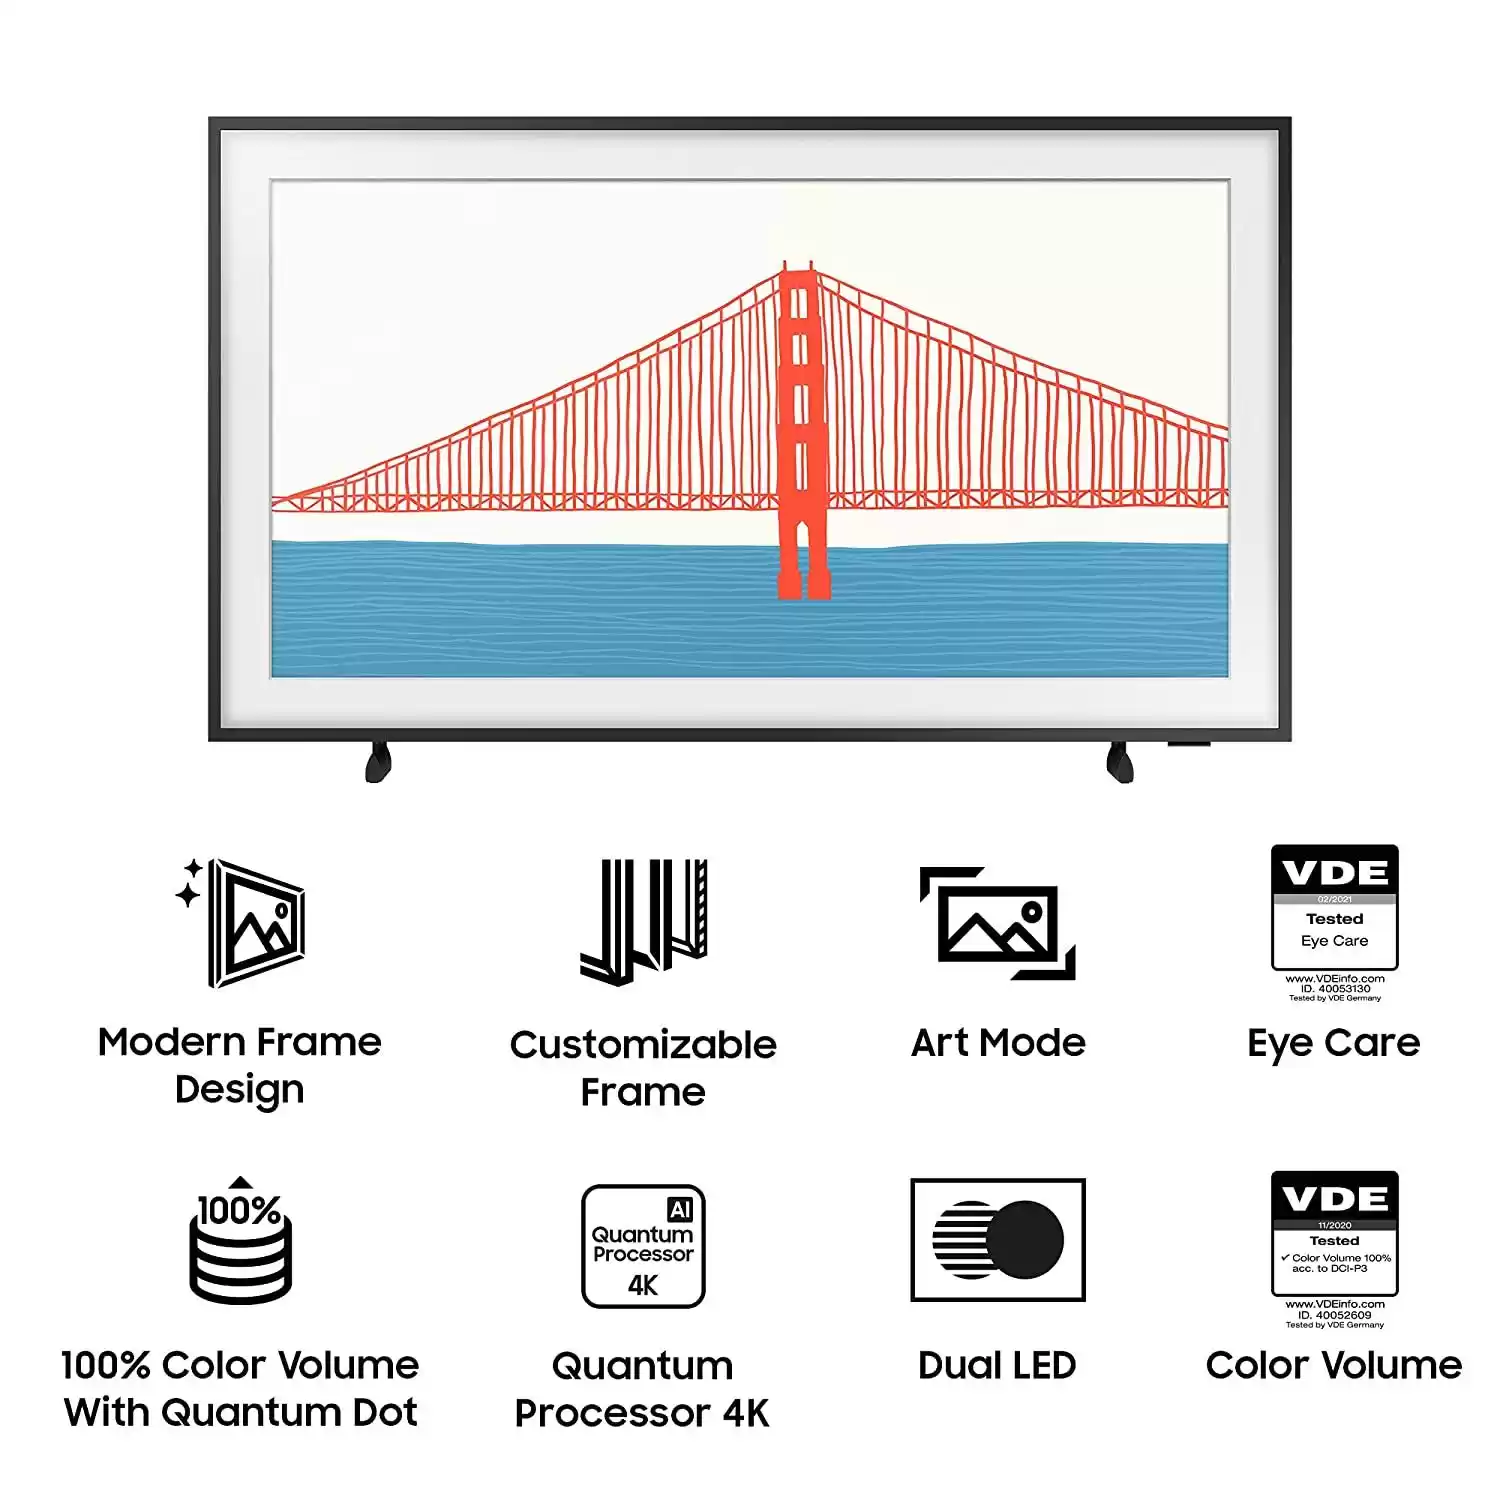 VDE
02/2021
Tested
Eye Care
www.VDEinfo.com
ID. 40053130
Tested by VDE Germany
Modern Frame
Design
Customizable
Frame
Art Mode
Eye Care
100%
AI
Quantum
Processor
4K
VDE
11/2020
Tested
✓ Color Volume 100%
acc. to DCI-P3
www.VDEinfo.com
ID. 40052609
Tested by VDE Germany
100% Color Volume
With Quantum Dot
Quantum
Processor 4K
Dual LED
Color Volume